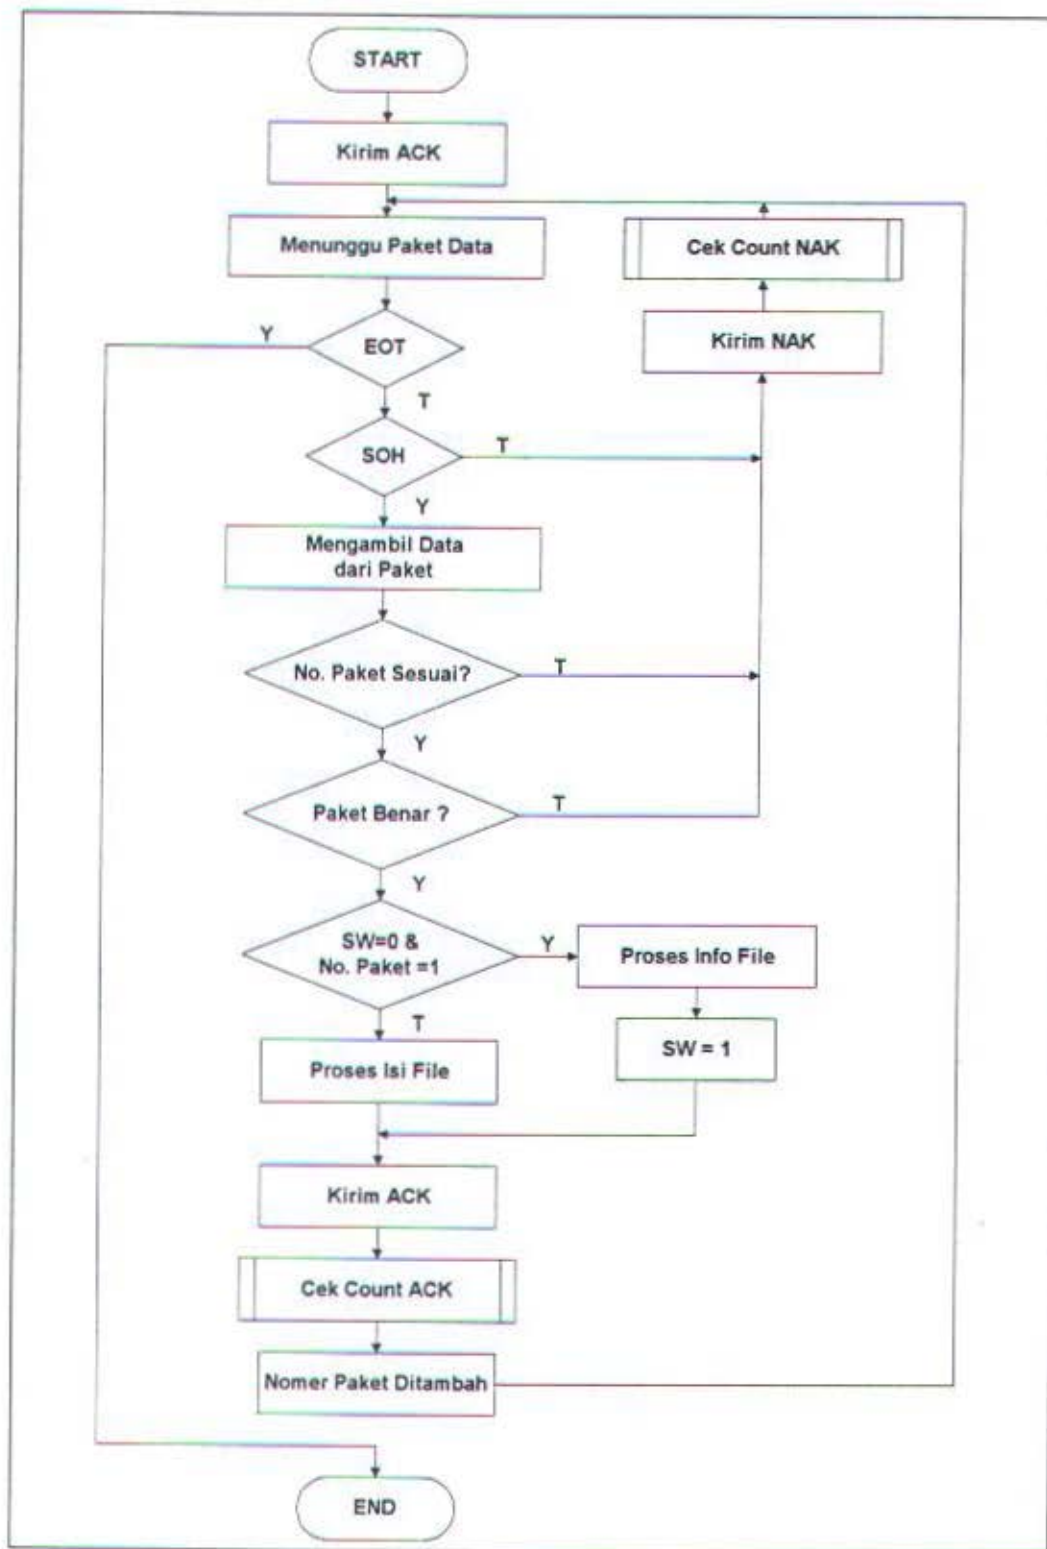 START
Kirim ACK
Menunggu Paket Data
Cek Count NAK
Kirim NAK
Y
EOT
T
SOH
T
Y
Mengambil Data
dari Paket
No. Paket Sesuai?
T
Y
Paket Benar ?
T
Y
SW=0 &
No. Paket =1
Y
Proses Info File
T
SW = 1
Proses Isi File
Kirim ACK
Cek Count ACK
Nomer Paket Ditambah
END